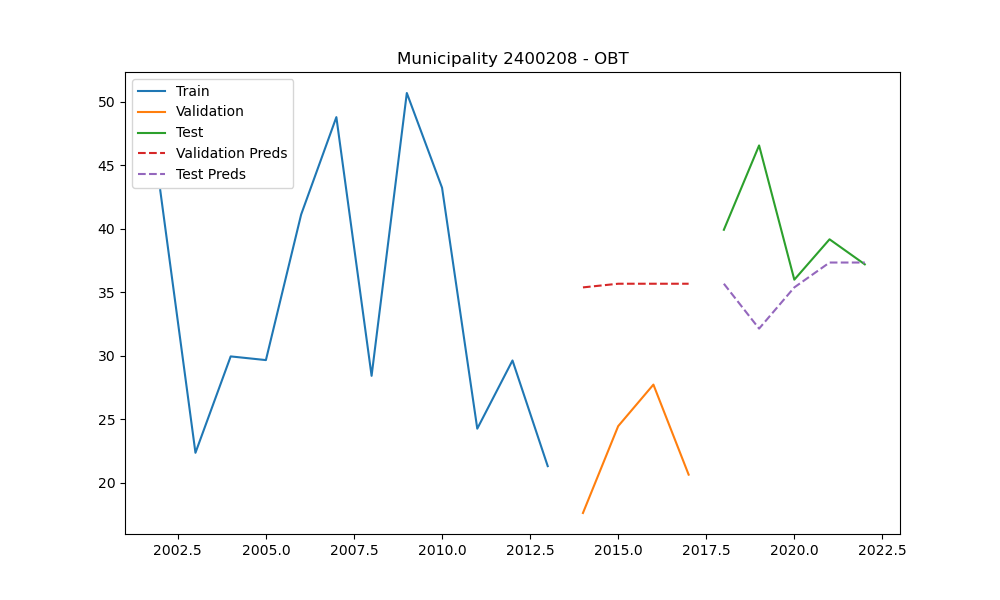 Municipality 2400208 - OBT
Train
Validation
Test
Validation Preds
Test Preds
50
45
40
35
30
25
20
2002.5 2005.0 2007.5 2010.0 2012.5 2015.0 2017.5 2020.0 2022.5